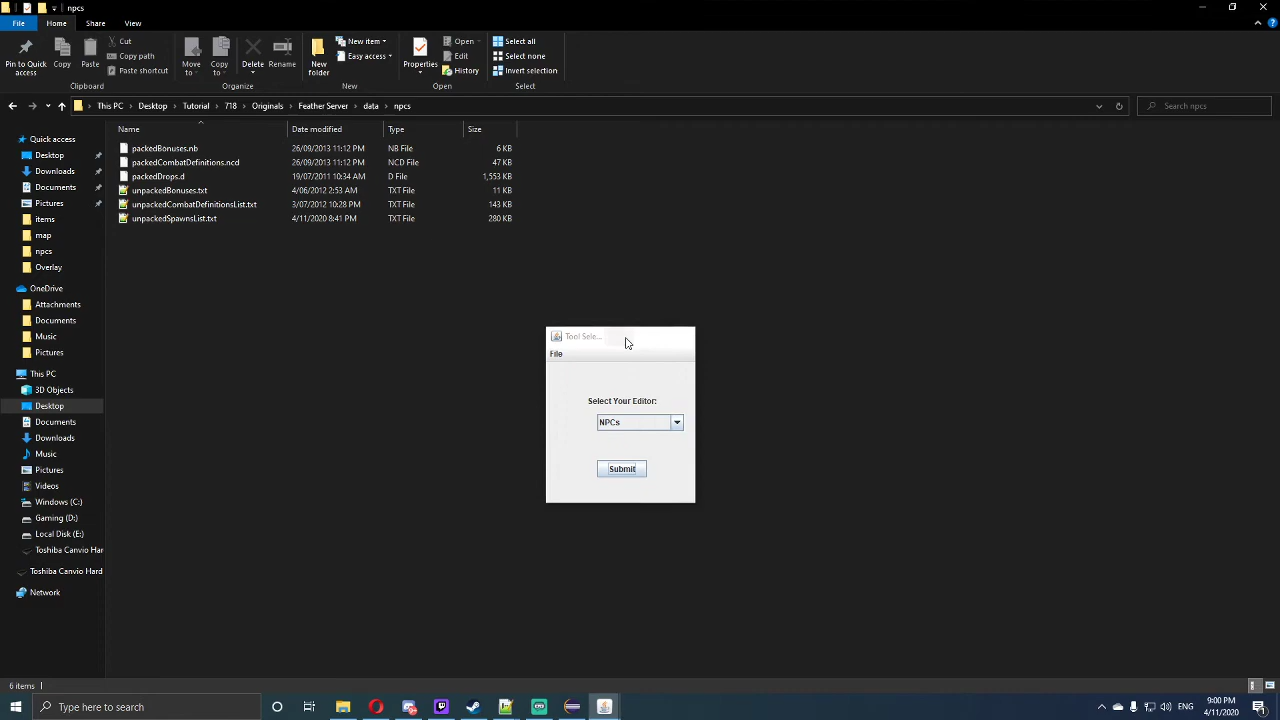 npcs
File Home Share View
Pin to Quick access
Copy
Paste
Cut
Copy path
Paste shortcut
Clipboard
Move to
Copy to
Delete
Rename
Organize
New folder
New item
Easy access
New
Properties
Open
Edit
History
Open
Select all
Select none
Invert selection
Select
This PC > Desktop > Tutorial > 718 > Originals > Feather Server > data > npcs
Search npcs
Name Date modified Type Size
packedBonuses.nb 26/09/2013 11:12 PM NB File 6 KB
packedCombatDefinitions.ncd 26/09/2013 11:12 PM NCD File 47 KB
packedDrops.d 19/07/2011 10:34 AM D File 1,553 KB
unpackedBonuses.txt 4/06/2012 2:53 AM TXT File 11 KB
unpackedCombatDefinitionsList.txt 3/07/2012 10:28 PM TXT File 143 KB
unpackedSpawnsList.txt 4/11/2020 8:41 PM TXT File 280 KB
Quick access
Desktop
Downloads
Documents
Pictures
items
map
npcs
Overlay
OneDrive
Attachments
Documents
Music
Pictures
This PC
3D Objects
Desktop
Documents
Downloads
Music
Pictures
Videos
Windows (C:)
Gaming (D:)
Local Disk (E:)
Toshiba Canvio Har
Toshiba Canvio Hard
Network
Tool Sele...
File
Select Your Editor:
NPCs
Submit
6 items
Type here to search
ENG
9:00 PM
4/11/2020
1